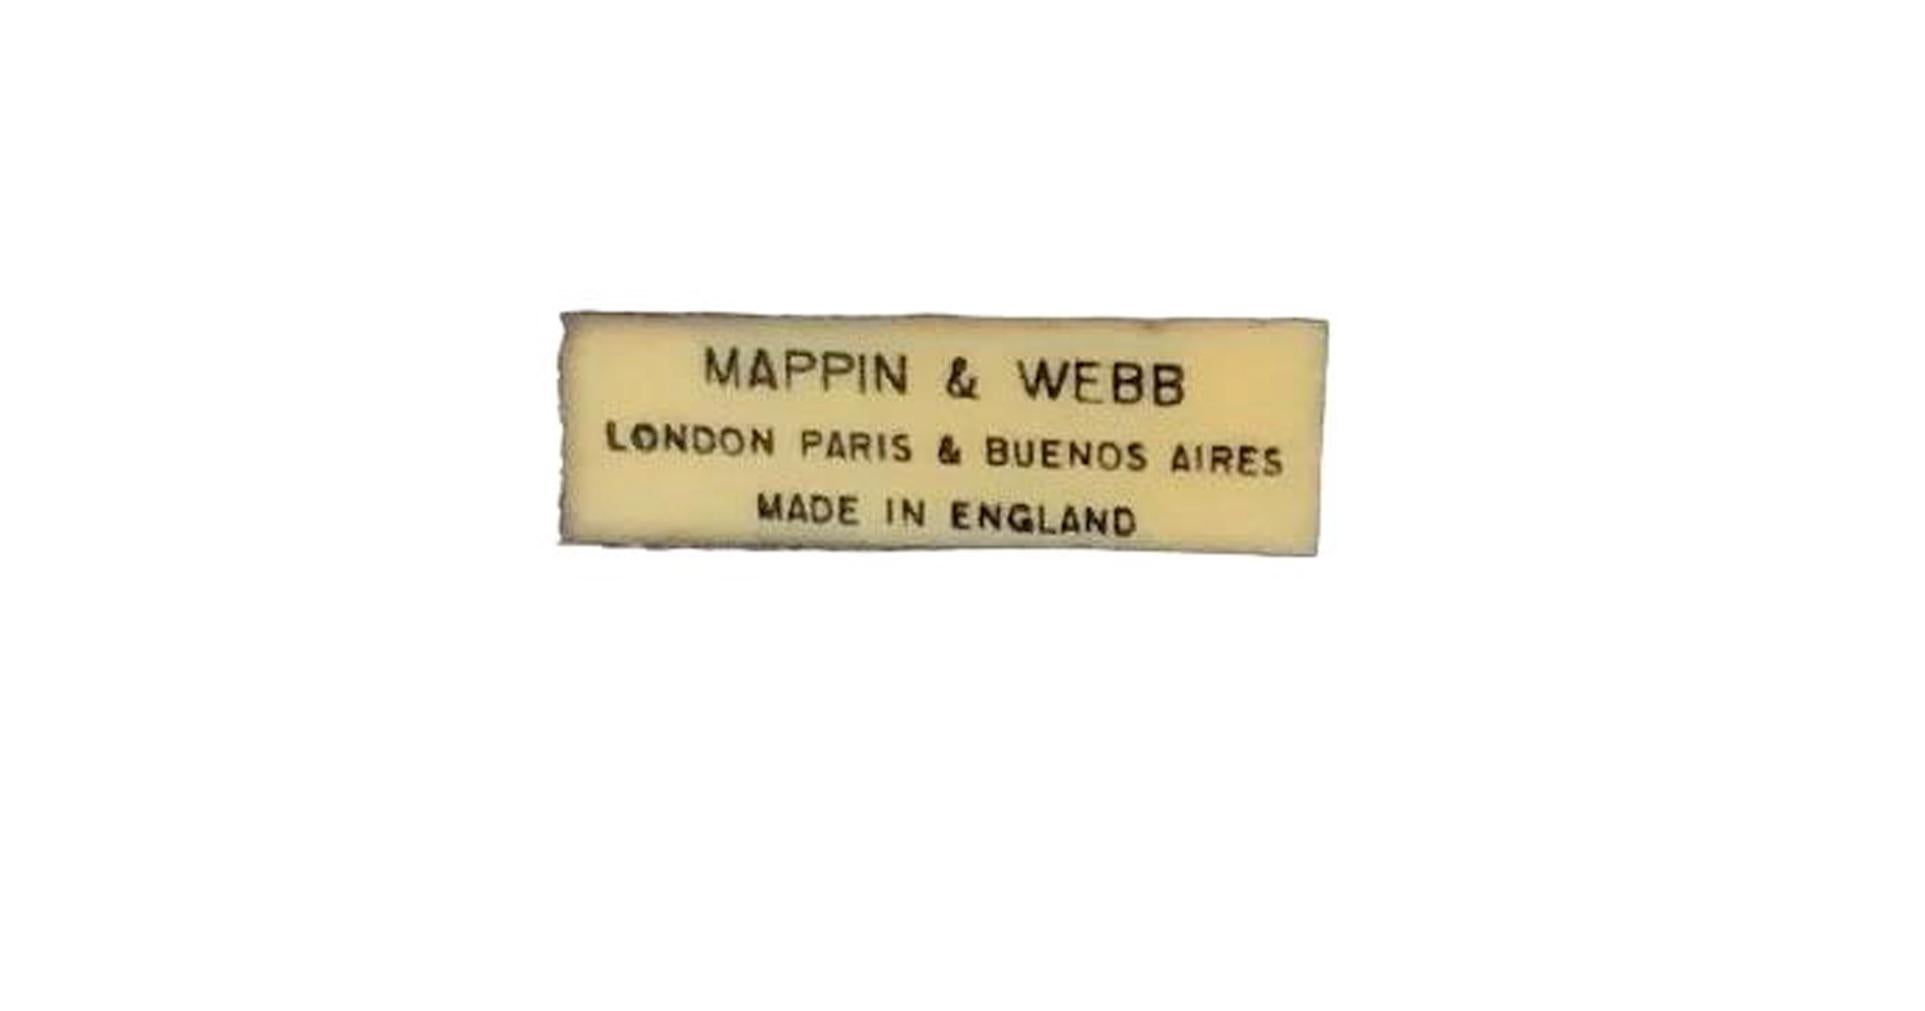 MAPPIN & WEBB
LONDON PARIS & BUENOS AIRES
MADE IN ENGLAND